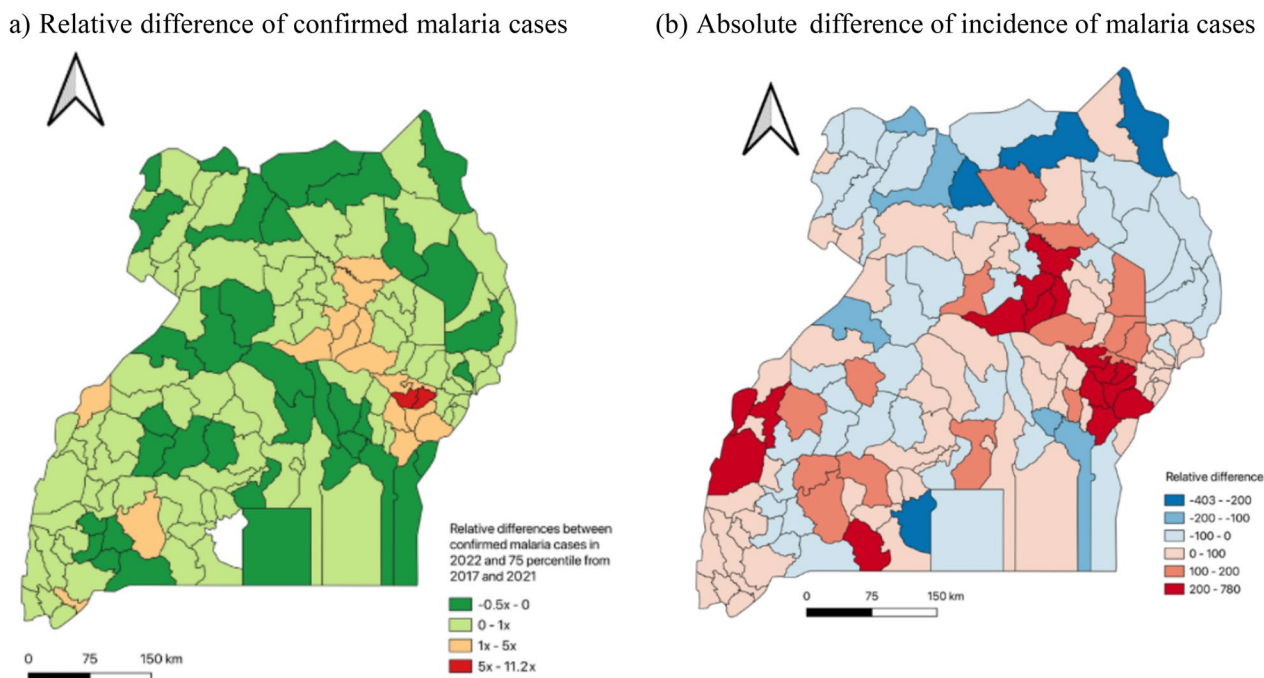 a) Relative difference of confirmed malaria cases
(b) Absolute difference of incidence of malaria cases
Relative differences between
confirmed malaria cases in
2022 and 75 percentile from
2017 and 2021
-0.5x - 0
0 - 1x
1x - 5x
5x - 11.2x
0 75 150 km
Relative difference
-403 - -200
-200 - -100
-100 - 0
0 - 100
100 - 200
200 - 780
0 75 150 km